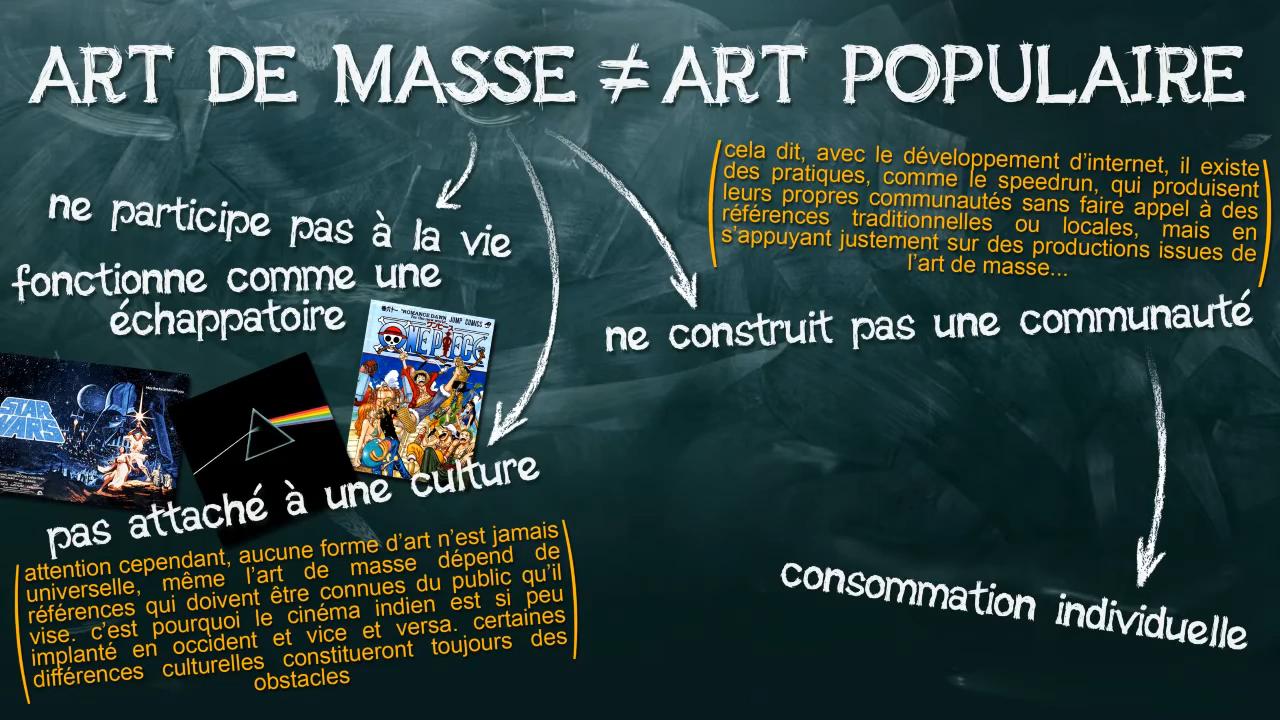 ART DE MASSE ≠ ART POPULAIRE
cela dit, avec le développement d'internet, il existe
des pratiques, comme le speedrun, qui produisent
leurs propres communautés sans faire appel à des
références traditionnelles ou locales, mais en
s'appuyant justement sur des productions issues de
l'art de masse...
ne participe pas à la vie
fonctionne comme une
échappatoire
ne construit pas une communauté
STAR
WARS
"ROMANCE DAWN"
JUMP COMICS
ONE PIECE
pas attaché à une culture
attention cependant, aucune forme d'art n'est jamais
universelle, même l'art de masse dépend de
références qui doivent être connues du public qu'il
vise. c'est pourquoi le cinéma indien est si peu
implanté en occident et vice et versa. certaines
différences culturelles constitueront toujours des
obstacles
consommation individuelle